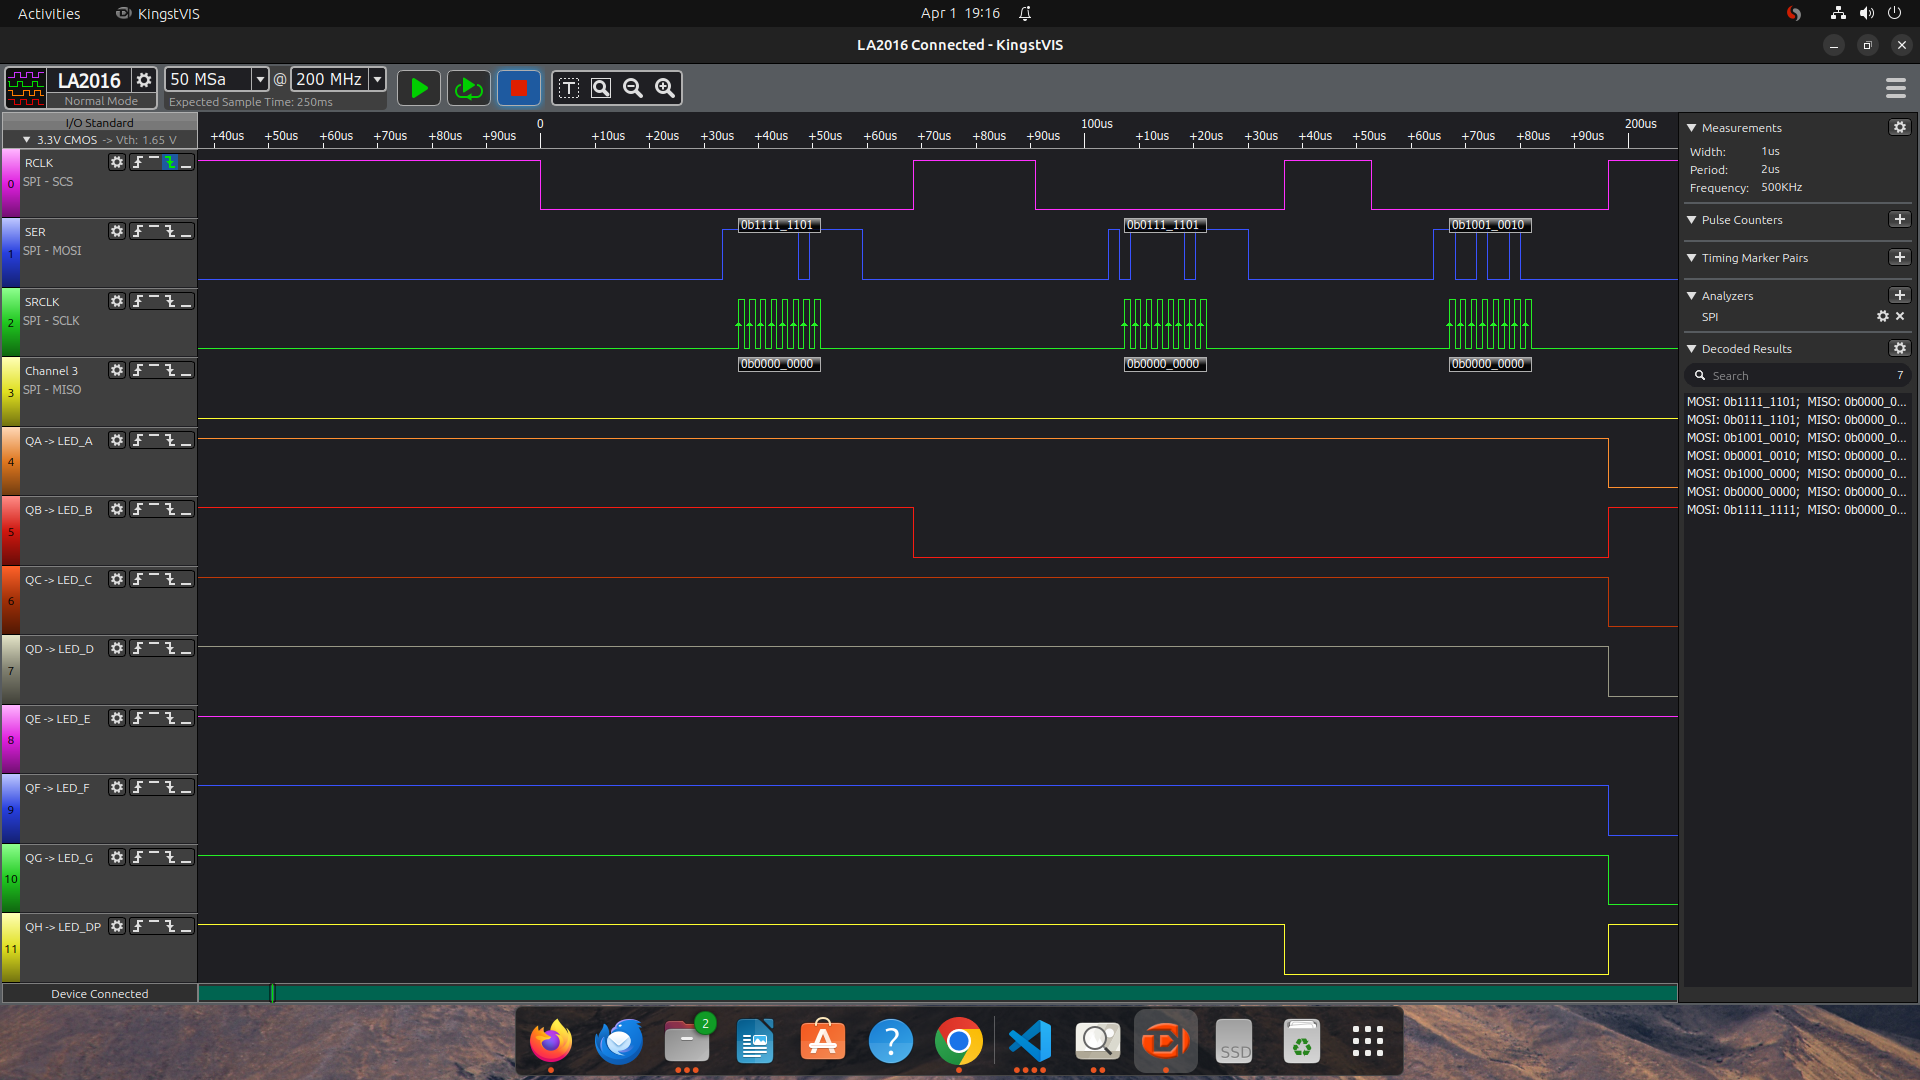 Activities KingstVIS Apr 1 19:16
LA2016 Connected - KingstVIS
LA2016 50 MSa @ 200 MHz
Normal Mode Expected Sample Time: 250ms
I/O Standard
3.3V CMOS -> Vth: 1.65 V
+40us +50us +60us +70us +80us +90us 0 +10us +20us +30us +40us +50us +60us +70us +80us +90us 100us +10us +20us +30us +40us +50us +60us +70us +80us +90us 200us
0 RCLK
SPI - SCS
1 SER
SPI - MOSI
0b1111_1101 0b0111_1101 0b1001_0010
2 SRCLK
SPI - SCLK
0b0000_0000 0b0000_0000 0b0000_0000
3 Channel 3
SPI - MISO
4 QA -> LED_A
5 QB -> LED_B
6 QC -> LED_C
7 QD -> LED_D
8 QE -> LED_E
9 QF -> LED_F
10 QG -> LED_G
11 QH -> LED_DP
Device Connected
Measurements
Width: 1us
Period: 2us
Frequency: 500KHz
Pulse Counters
Timing Marker Pairs
Analyzers
SPI
Decoded Results
Search 7
MOSI: 0b1111_1101; MISO: 0b0000_0...
MOSI: 0b0111_1101; MISO: 0b0000_0...
MOSI: 0b1001_0010; MISO: 0b0000_0...
MOSI: 0b0001_0010; MISO: 0b0000_0...
MOSI: 0b1000_0000; MISO: 0b0000_0...
MOSI: 0b0000_0000; MISO: 0b0000_0...
MOSI: 0b1111_1111; MISO: 0b0000_0...
2
SSD